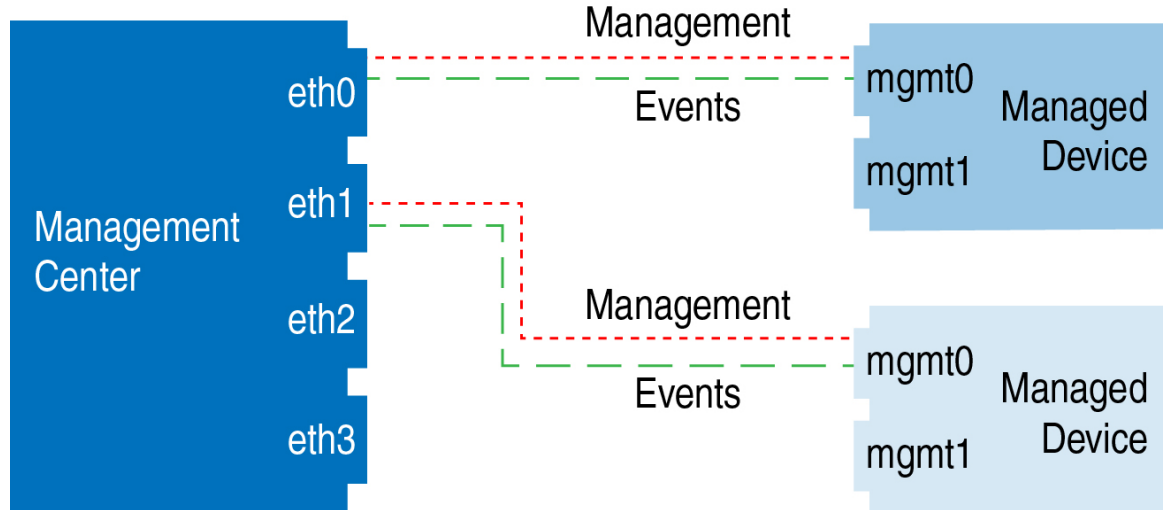 Management
Center
eth0
eth1
eth2
eth3
Management
Events
mgmt0
mgmt1
Managed
Device
Management
Events
mgmt0
mgmt1
Managed
Device